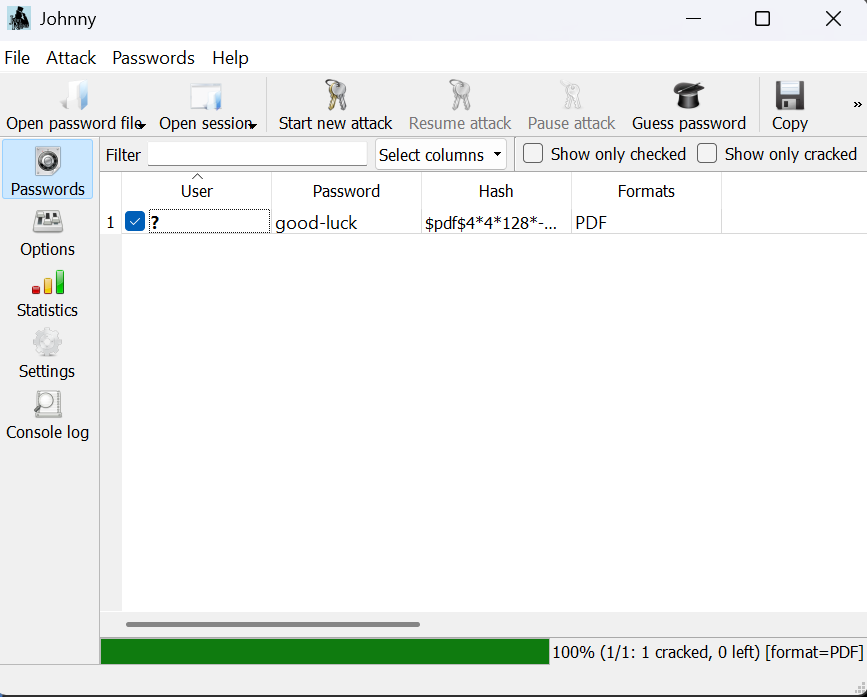 Johnny
File Attack Passwords Help
Open password file Open session Start new attack Resume attack Pause attack Guess password Copy »
Passwords
Options
Statistics
Settings
Console log
Filter Select columns Show only checked Show only cracked
User Password Hash Formats
1 ? good-luck $pdf$4*4*128*-... PDF
100% (1/1: 1 cracked, 0 left) [format=PDF]